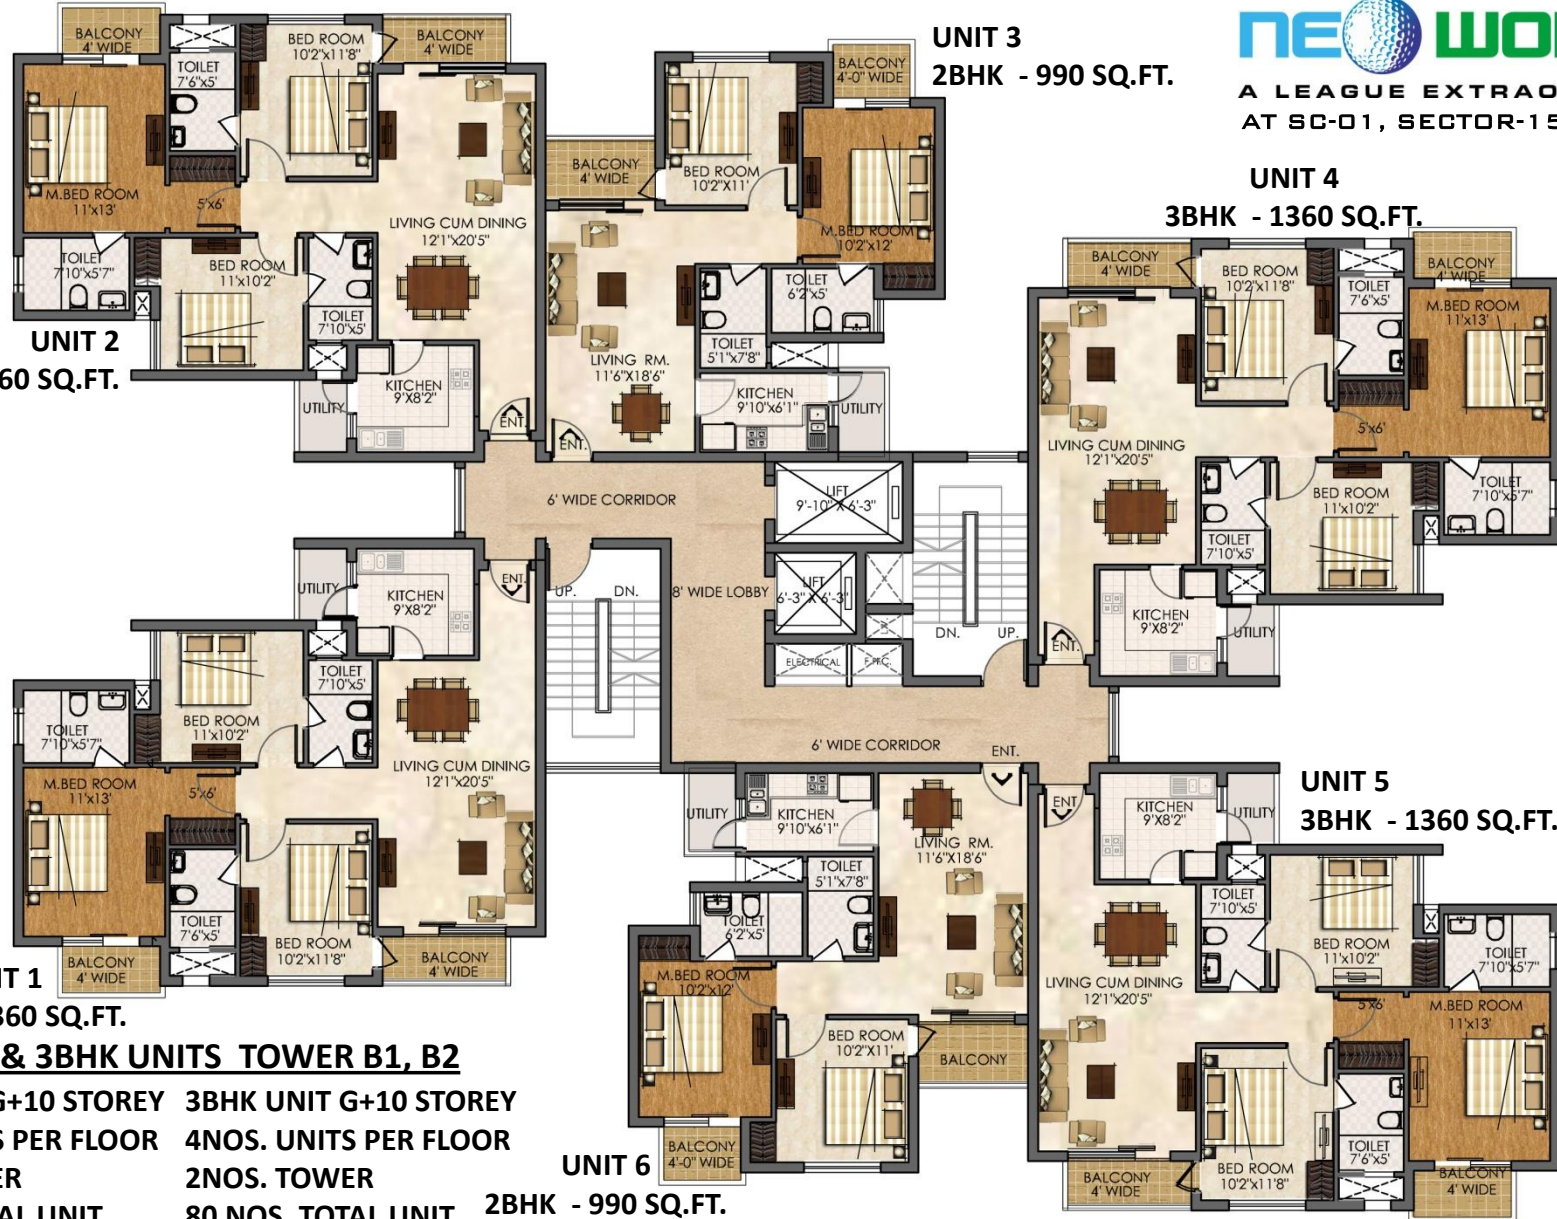 BALCONY
4' WIDE
TOILET
7'6"x5'
BED ROOM
10'2"x11'8"
BALCONY
4' WIDE
M.BED ROOM
11'x13'
5'x6'
LIVING CUM DINING
12'1"x20'5"
TOILET
7'10"x5'7"
BED ROOM
11'x10'2"
TOILET
7'10"x5'
KITCHEN
9'X8'2"
UTILITY
ENT.
UNIT 2
60 SQ.FT.
UNIT 3
2BHK - 990 SQ.FT.
BALCONY
4'-0" WIDE
BALCONY
4' WIDE
BED ROOM
10'2"X11'
M.BED ROOM
10'2"x12'
TOILET
6'2"x5'
TOILET
5'1"x7'8"
LIVING RM.
11'6"X18'6"
KITCHEN
9'10"x6'1"
UTILITY
ENT.
NEO WO
A LEAGUE EXTRAO
AT SC-01, SECTOR-15
UNIT 4
3BHK - 1360 SQ.FT.
BALCONY
4' WIDE
BED ROOM
10'2"x11'8"
TOILET
7'6"x5'
BALCONY
4' WIDE
M.BED ROOM
11'x13'
5'x6'
LIVING CUM DINING
12'1"x20'5"
TOILET
7'10"x5'
BED ROOM
11'x10'2"
TOILET
7'10"x5'7"
KITCHEN
9'X8'2"
UTILITY
ENT.
6' WIDE CORRIDOR
LIFT
9'-10" X 6'-3"
8' WIDE LOBBY
LIFT
6'-3" X 6'-3"
UP.
DN.
DN.
UP.
ELECTRICAL
6' WIDE CORRIDOR
ENT.
ENT.
KITCHEN
9'X8'2"
UTILITY
TOILET
7'10"x5'
BED ROOM
11'x10'2"
TOILET
7'10"x5'7"
M.BED ROOM
11'x13'
5'x6'
LIVING CUM DINING
12'1"x20'5"
TOILET
7'6"x5'
BED ROOM
10'2"x11'8"
BALCONY
4' WIDE
BALCONY
4' WIDE
IT 1
360 SQ.FT.
UTILITY
KITCHEN
9'10"x6'1"
LIVING RM.
11'6"X18'6"
TOILET
5'1"x7'8"
TOILET
6'2"x5'
M.BED ROOM
10'2"x12'
BED ROOM
10'2"X11'
BALCONY
BALCONY
4'-0" WIDE
UNIT 6
2BHK - 990 SQ.FT.
UNIT 5
3BHK - 1360 SQ.FT.
ENT
KITCHEN
9'X8'2"
UTILITY
TOILET
7'10"x5'
BED ROOM
11'x10'2"
TOILET
7'10"x5'7"
LIVING CUM DINING
12'1"x20'5"
5'x6'
M.BED ROOM
11'x13'
TOILET
7'6"x5'
BED ROOM
10'2"x11'8"
BALCONY
4' WIDE
BALCONY
4' WIDE
& 3BHK UNITS TOWER B1, B2
G+10 STOREY 3BHK UNIT G+10 STOREY
S PER FLOOR 4NOS. UNITS PER FLOOR
ER 2NOS. TOWER
AL UNIT 80 NOS. TOTAL UNIT